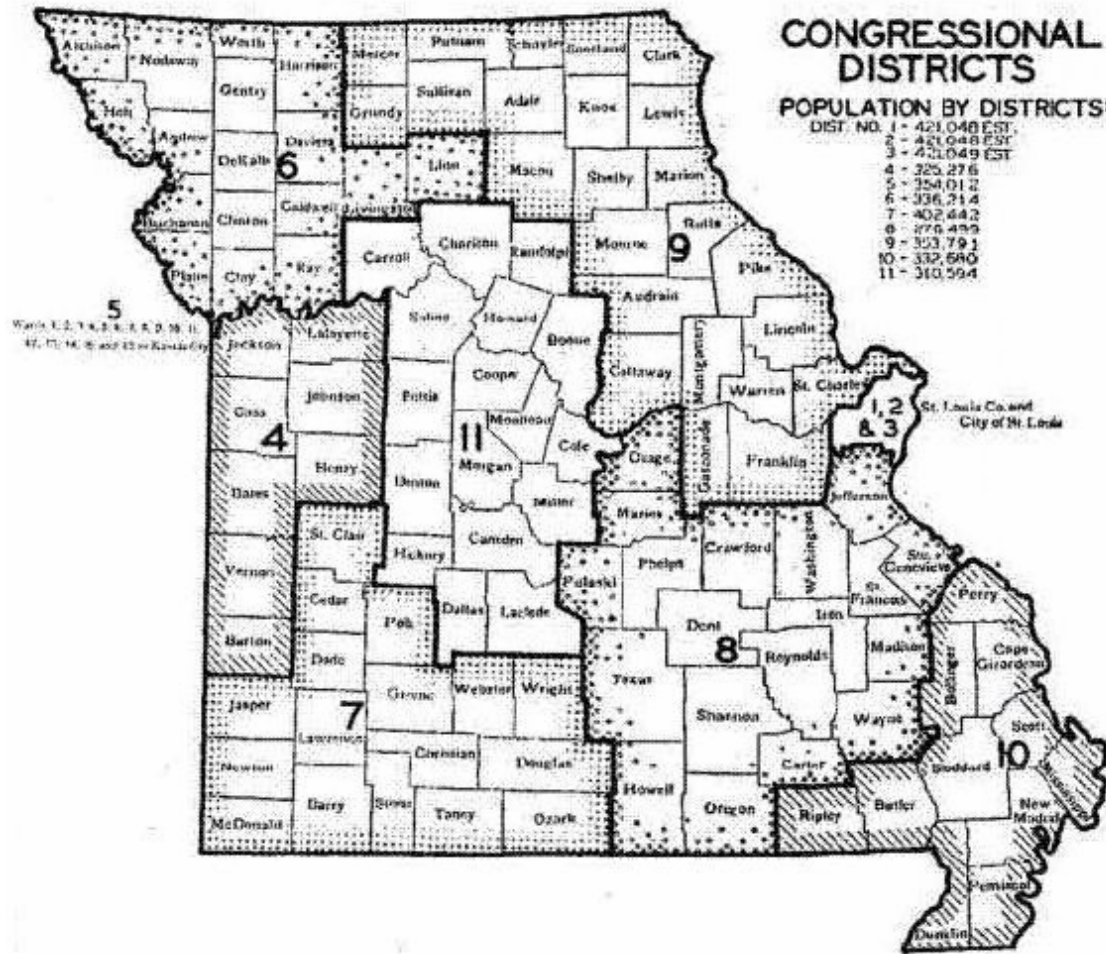 CONGRESSIONAL
DISTRICTS
POPULATION BY DISTRICTS
DIST. NO. 1 - 421,048 EST.
2 - 421,048 EST
3 - 421,049 EST
4 - 325,276
5 - 354,012
6 - 336,214
7 - 402,442
9 - 353,791
10 - 332,680
11 - 310,594
Atchison
Nodaway
Worth
Harrison
Mercer
Putnam
Schuyler
Scotland
Clark
Gentry
Sullivan
Adair
Knox
Lewis
Holt
Andrew
Grundy
DeKalb
Daviess
6
Linn
Macon
Shelby
Marion
Buchanan
Clinton
Caldwell
Livingston
Chariton
Randolph
Monroe
Ralls
9
Pike
Platte
Clay
Ray
Carroll
Audrain
5
Jackson
Lafayette
Saline
Howard
Boone
Callaway
Montgomery
Lincoln
Warren
St. Charles
Cass
Johnson
Pettis
Cooper
Moniteau
Cole
Osage
Gasconade
Franklin
1, 2
& 3
St. Louis Co. and
City of St. Louis
4
Henry
11
Bates
Benton
Morgan
Miller
Maries
Jefferson
St. Clair
Hickory
Camden
Phelps
Crawford
Washington
Ste.
Genevieve
Vernon
Pulaski
St.
Francois
Cedar
Polk
Dallas
Laclede
Dent
Iron
Perry
Barton
Dade
8
Reynolds
Madison
Bollinger
Cape
Girardeau
Jasper
7
Greene
Webster
Wright
Texas
Shannon
Wayne
Scott
Lawrence
Christian
Douglas
Carter
Stoddard
10
Mississippi
Newton
Howell
Oregon
Ripley
Butler
New
Madrid
McDonald
Barry
Stone
Taney
Ozark
Pemiscot
Dunklin